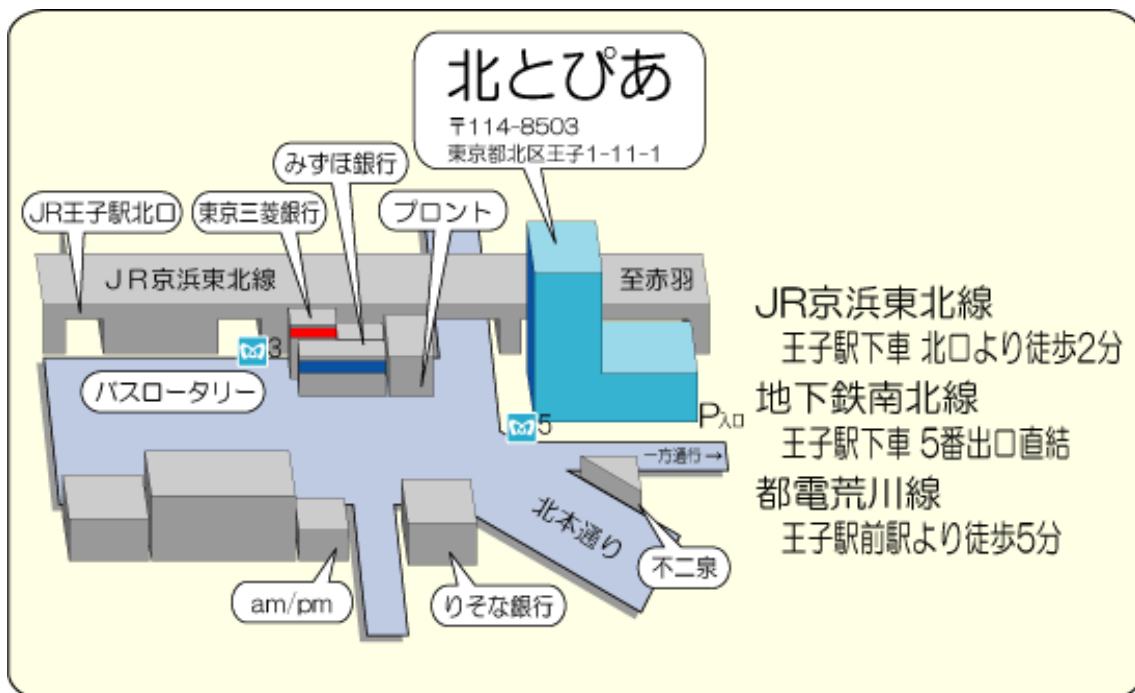 北とぴあ
〒114-8503
東京都北区王子1-11-1
みずほ銀行
JR王子駅北口
東京三菱銀行
プロント
JR京浜東北線
至赤羽
3
バスロータリー
5
P入口
一方通行→
北本通り
不二泉
am/pm
りそな銀行
JR京浜東北線
王子駅下車 北口より徒歩2分
地下鉄南北線
王子駅下車 5番出口直結
都電荒川線
王子駅前駅より徒歩5分